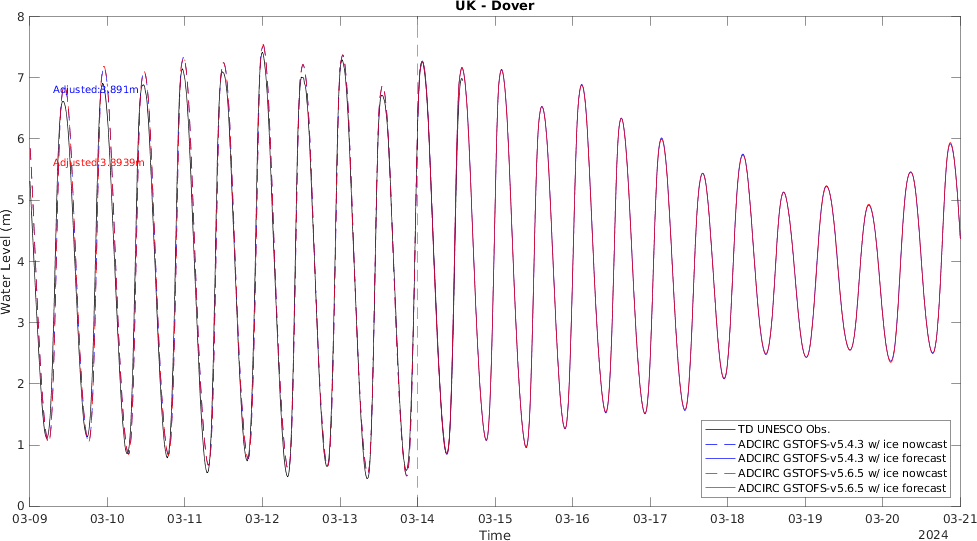 UK - Dover
8
7
6
5
4
3
2
1
0
Water Level (m)
Adjusted:3.891m
Adjusted:3.8939m
TD UNESCO Obs.
ADCIRC GSTOFS-v5.4.3 w/ ice nowcast
ADCIRC GSTOFS-v5.4.3 w/ ice forecast
ADCIRC GSTOFS-v5.6.5 w/ ice nowcast
ADCIRC GSTOFS-v5.6.5 w/ ice forecast
03-09 03-10 03-11 03-12 03-13 03-14 03-15 03-16 03-17 03-18 03-19 03-20 03-21
Time
2024